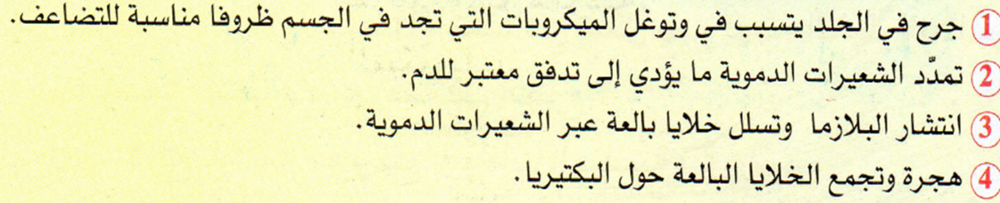 1 جرح في الجلد يتسبب في وتوغل الميكروبات التي تجد في الجسم ظروفا مناسبة للتضاعف.
2 تمدّد الشعيرات الدموية ما يؤدي إلى تدفق معتبر للدم.
3 انتشار البلازما وتسلل خلايا بالعة عبر الشعيرات الدموية.
4 هجرة وتجمع الخلايا البالعة حول البكتيريا.